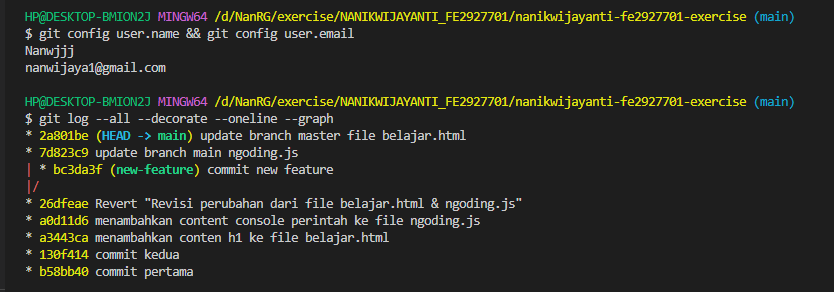 HP@DESKTOP-BMION2J MINGW64 /d/NanRG/exercise/NANIKWIJAYANTI_FE2927701/nanikwijayanti-fe2927701-exercise (main)
$ git config user.name && git config user.email
Nanwjjj
nanwijaya1@gmail.com
HP@DESKTOP-BMION2J MINGW64 /d/NanRG/exercise/NANIKWIJAYANTI_FE2927701/nanikwijayanti-fe2927701-exercise (main)
$ git log --all --decorate --oneline --graph
* 2a801be (HEAD -> main) update branch master file belajar.html
* 7d823c9 update branch main ngoding.js
| * bc3da3f (new-feature) commit new feature
|/
* 26dfeae Revert "Revisi perubahan dari file belajar.html & ngoding.js"
* a0d11d6 menambahkan content console perintah ke file ngoding.js
* a3443ca menambahkan conten h1 ke file belajar.html
* 130f414 commit kedua
* b58bb40 commit pertama